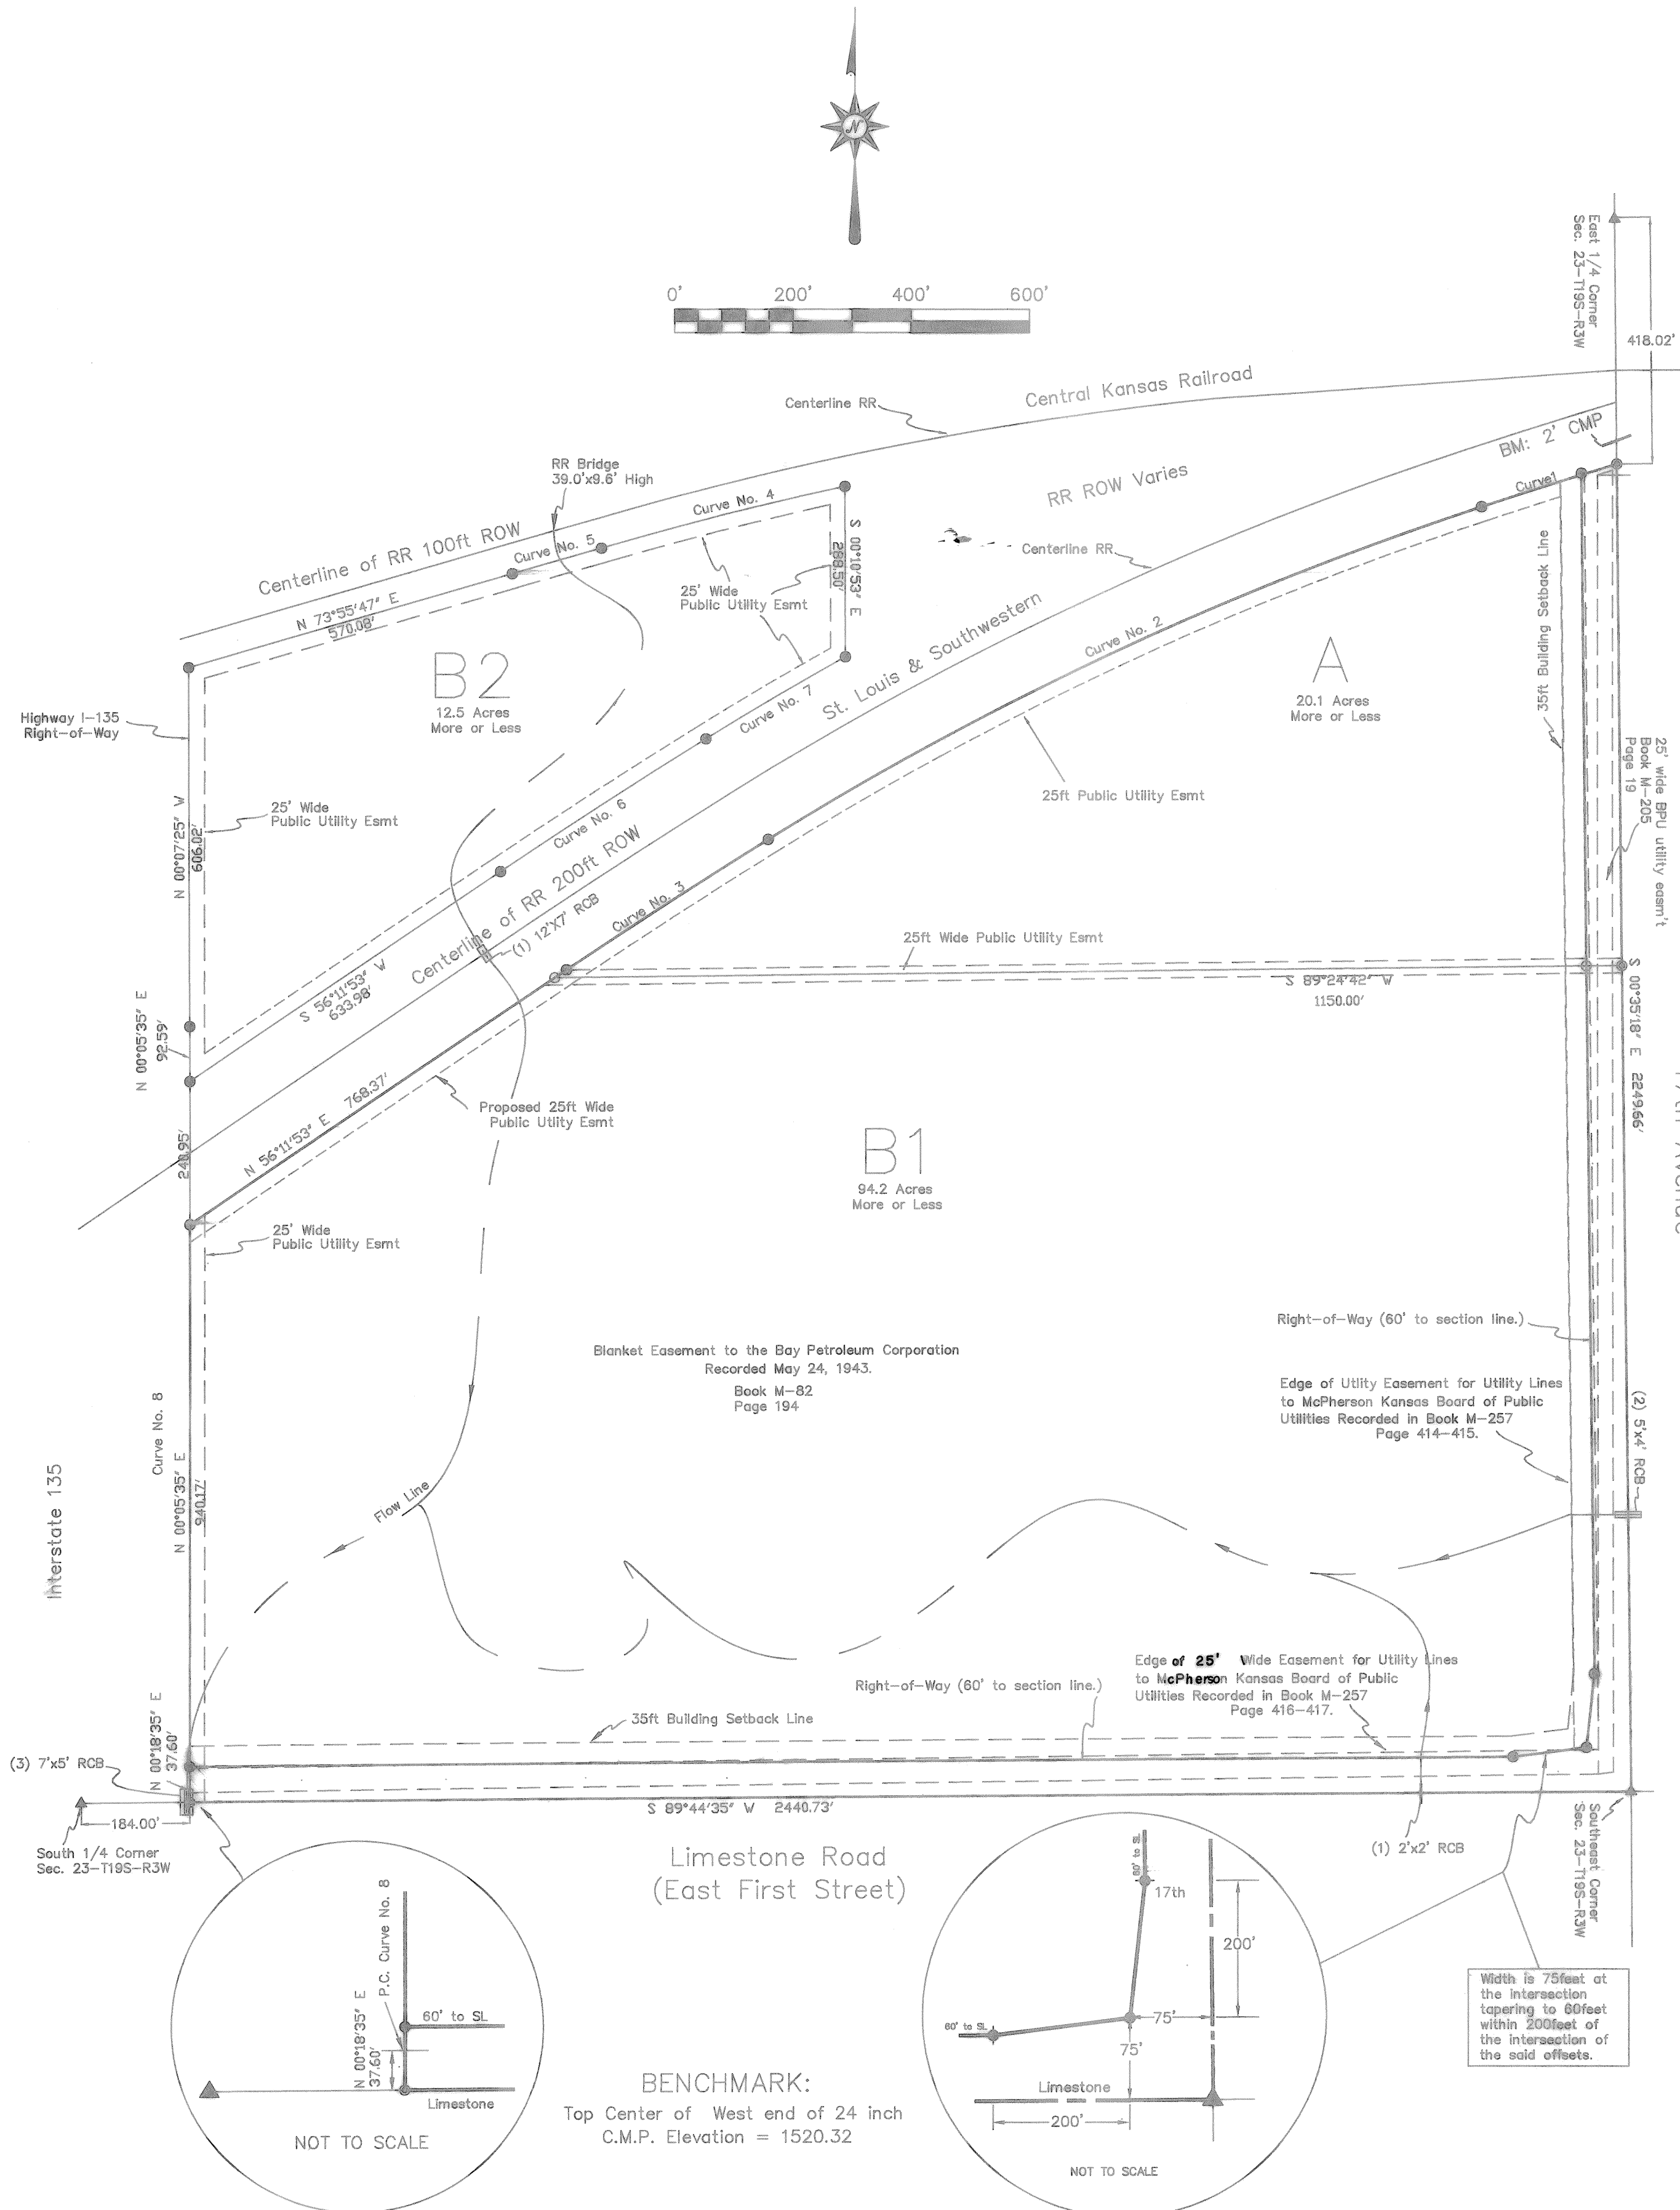 N
0' 200' 400' 600'
East 1/4 Corner
Sec. 23-T19S-R3W
418.02'
Central Kansas Railroad
Centerline RR
BM: 2' CMP
RR Bridge
39.0'x9.6' High
RR ROW Varies
Curve1
Curve No. 4
Centerline of RR 100ft ROW
Curve No. 5
Centerline RR
S 00°10'53" E
288.50'
25' Wide
Public Utility Esmt
N 73°55'47" E
570.08'
35ft Building Setback Line
B2
12.5 Acres
More or Less
Curve No. 2
A
20.1 Acres
More or Less
St. Louis & Southwestern
Curve No. 7
Highway I-135
Right-of-Way
25' wide BPU utility easm't
Book M-205
Page 19
25ft Public Utility Esmt
25' Wide
Public Utility Esmt
N 00°07'25" W
606.02'
Curve No. 6
Centerline of RR 200ft ROW
(1) 12'X7' RCB
Curve No. 3
25ft Wide Public Utility Esmt
S 89°24'42" W
1150.00'
S 56°11'53" W
633.98'
N 00°05'35" E
92.59'
S 00°35'18" E 2249.66'
17th Avenue
Proposed 25ft Wide
Public Utlity Esmt
N 56°11'53" E 768.37'
240.95'
B1
94.2 Acres
More or Less
25' Wide
Public Utility Esmt
Right-of-Way (60' to section line.)
Blanket Easement to the Bay Petroleum Corporation
Recorded May 24, 1943.
Book M-82
Page 194
Edge of Utlity Easement for Utility Lines
to McPherson Kansas Board of Public
Utilities Recorded in Book M-257
Page 414-415.
(2) 5'x4' RCB
Curve No. 8
N 00°05'35" E
940.17'
Interstate 135
Flow Line
Edge of 25' Wide Easement for Utility Lines
to McPherson Kansas Board of Public
Utilities Recorded in Book M-257
Page 416-417.
Right-of-Way (60' to section line.)
35ft Building Setback Line
N 00°18'35" E
37.60'
(3) 7'x5' RCB
184.00'
S 89°44'35" W 2440.73'
South 1/4 Corner
Sec. 23-T19S-R3W
Limestone Road
(East First Street)
(1) 2'x2' RCB
Southeast Corner
Sec. 23-T19S-R3W
P.C. Curve No. 8
N 00°18'35" E
37.60'
60' to SL
Limestone
NOT TO SCALE
60' to SL
17th
200'
75'
60' to SL
75'
Limestone
200'
NOT TO SCALE
Width is 75feet at
the intersection
tapering to 60feet
within 200feet of
the intersection of
the said offsets.
BENCHMARK:
Top Center of West end of 24 inch
C.M.P. Elevation = 1520.32